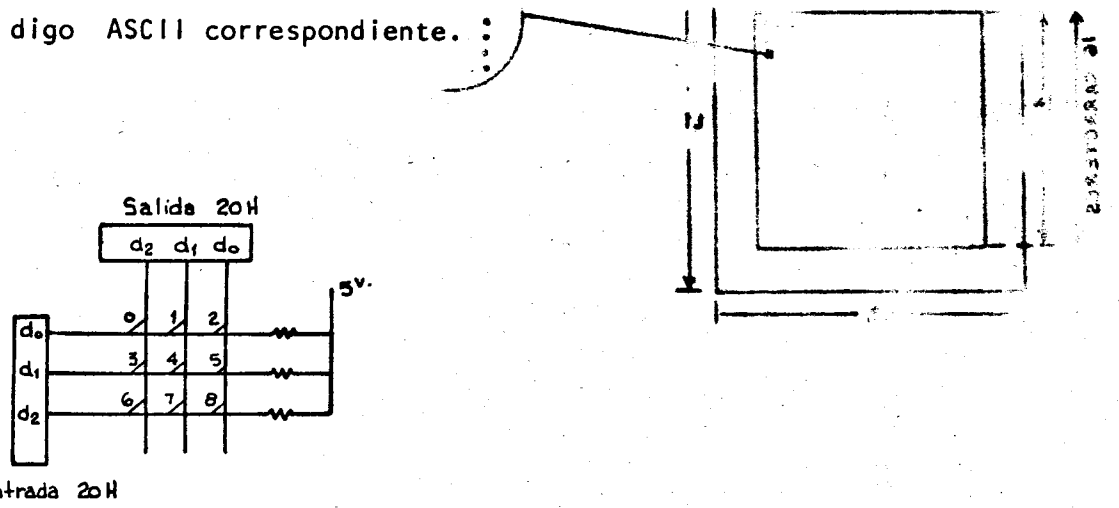 digo ASCII correspondiente.
Salida 20H
d2 d1 d0
5v.
d0 0 1 2
d1 3 4 5
d2 6 7 8
ntrada 20H